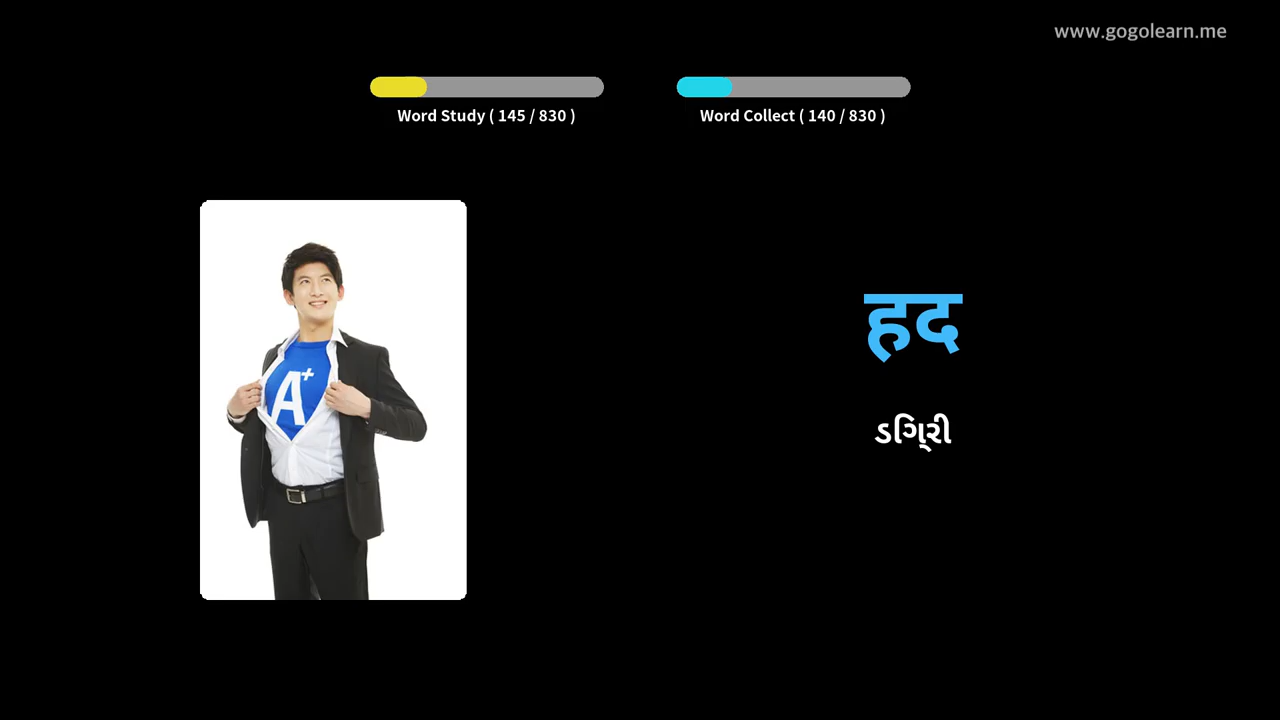 www.gogolearn.me
Word Study ( 145 / 830 )
Word Collect ( 140 / 830 )
A+
हद
ડિગ્રી